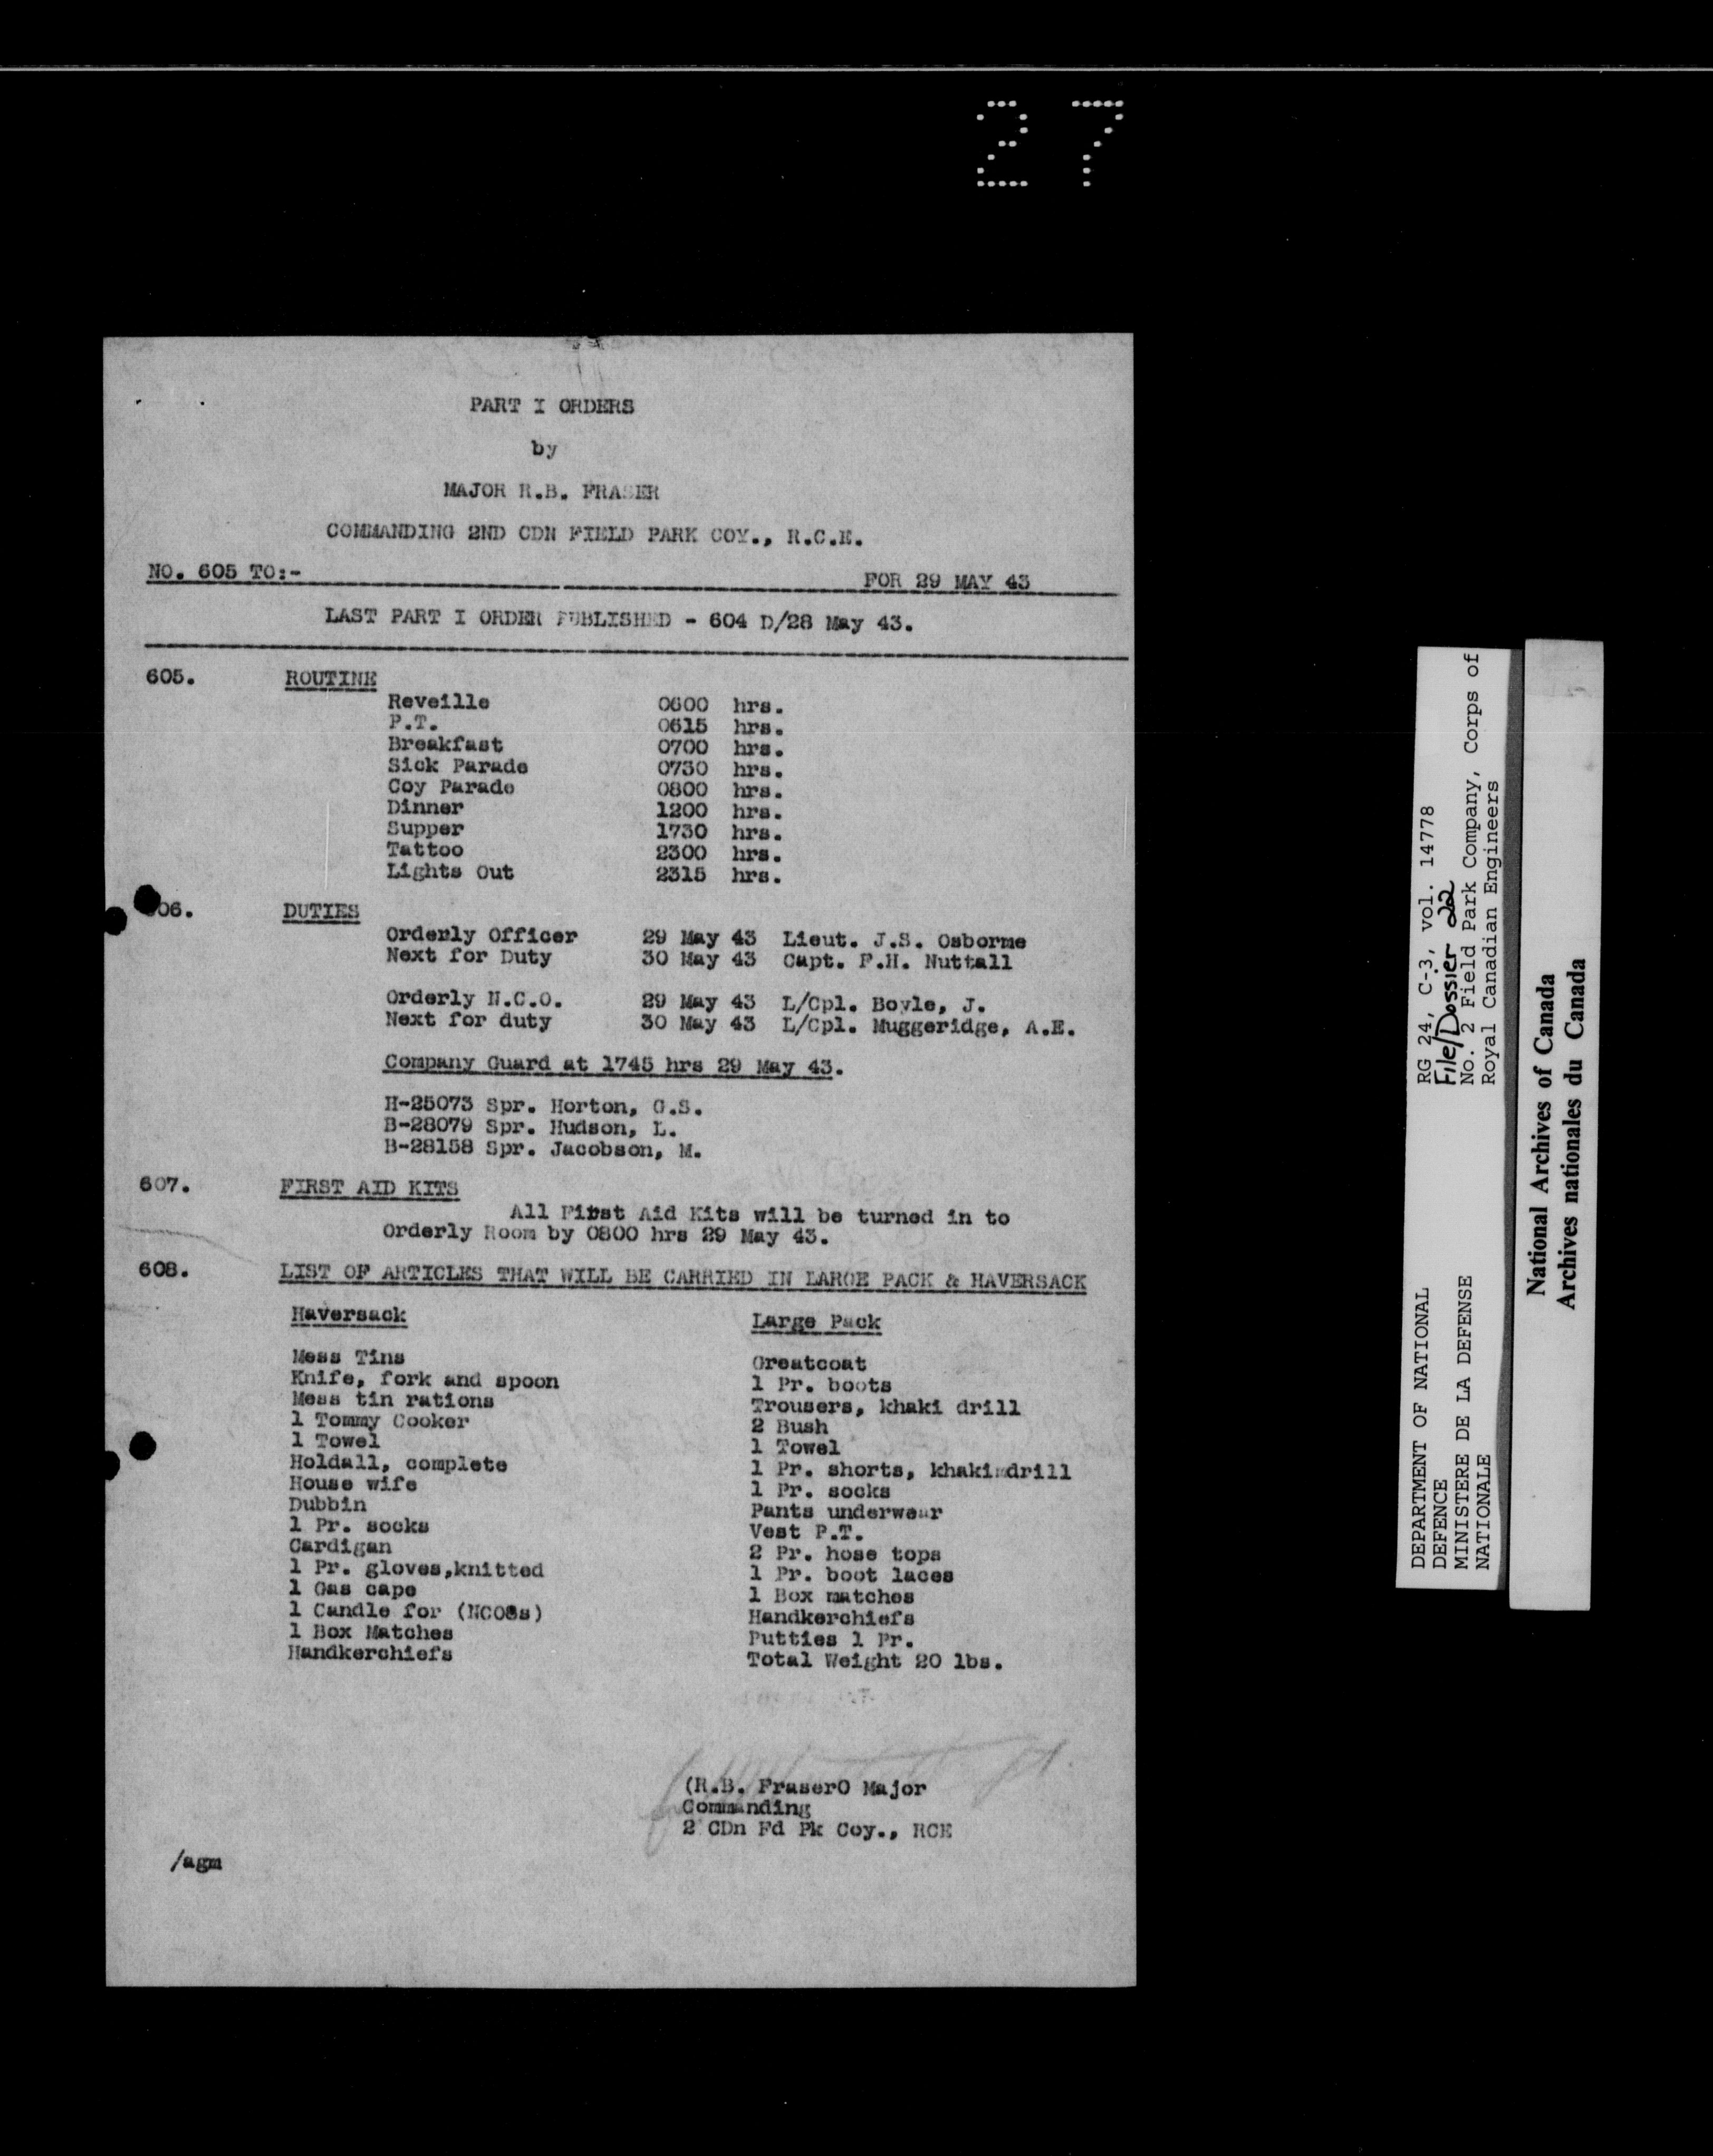 27
PART I ORDERS
by
MAJOR R.B. FRASER
COMMANDING 2ND CDN FIELD PARK COY., R.C.E.
NO. 605 TO:- FOR 29 MAY 43
LAST PART I ORDER PUBLISHED - 604 D/28 May 43.
605. ROUTINE
Reveille 0600 hrs.
P.T. 0615 hrs.
Breakfast 0700 hrs.
Sick Parade 0730 hrs.
Coy Parade 0800 hrs.
Dinner 1200 hrs.
Supper 1730 hrs.
Tattoo 2300 hrs.
Lights Out 2315 hrs.
06. DUTIES
Orderly Officer 29 May 43 Lieut. J.S. Osborme
Next for Duty 30 May 43 Capt. F.H. Nuttall
Orderly N.C.O. 29 May 43 L/Cpl. Boyle, J.
Next for duty 30 May 43 L/Cpl. Muggeridge, A.E.
Company Guard at 1745 hrs 29 May 43.
H-25073 Spr. Horton, G.S.
B-28079 Spr. Hudson, L.
B-28158 Spr. Jacobson, M.
607. FIRST AID KITS
All First Aid Kits will be turned in to
Orderly Room by 0800 hrs 29 May 43.
608. LIST OF ARTICLES THAT WILL BE CARRIED IN LARGE PACK & HAVERSACK
Haversack Large Pack
Mess Tins Greatcoat
Knife, fork and spoon 1 Pr. boots
Mess tin rations Trousers, khaki drill
1 Tommy Cooker 2 Bush
1 Towel 1 Towel
Holdall, complete 1 Pr. shorts, khaki drill
House wife 1 Pr. socks
Dubbin Pants underwear
1 Pr. socks Vest P.T.
Cardigan 2 Pr. hose tops
1 Pr. gloves,knitted 1 Pr. boot laces
1 Gas cape 1 Box matches
1 Candle for (NCOSs) Handkerchiefs
1 Box Matches Putties 1 Pr.
Handkerchiefs Total Weight 20 lbs.
(R.B. FraserO Major
Commanding
2 CDn Fd Pk Coy., RCE
/agm
DEPARTMENT OF NATIONAL
DEFENCE
MINISTERE DE LA DEFENSE
NATIONALE
RG 24, C-3, vol. 14778
File/Dossier 22
No. 2 Field Park Company, Corps of
Royal Canadian Engineers
National Archives of Canada
Archives nationales du Canada